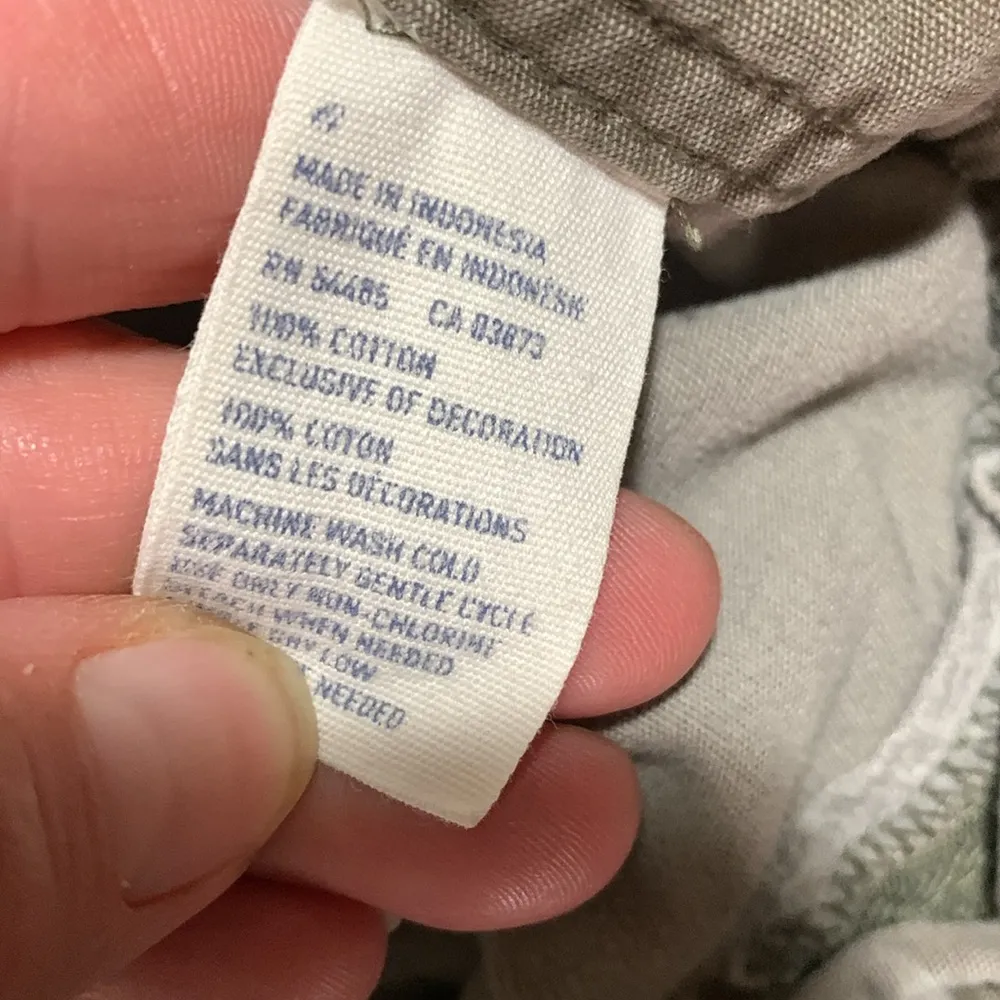 MADE IN INDONESIA
FABRIQUÉ EN INDONESIE
RN 54485 CA 03873
100% COTTON
EXCLUSIVE OF DECORATION
100% COTON
SANS LES DÉCORATIONS
MACHINE WASH COLD
SEPARATELY GENTLE CYCLE
USE ONLY NON-CHLORINE
BLEACH WHEN NEEDED
DRY LOW
NEEDED